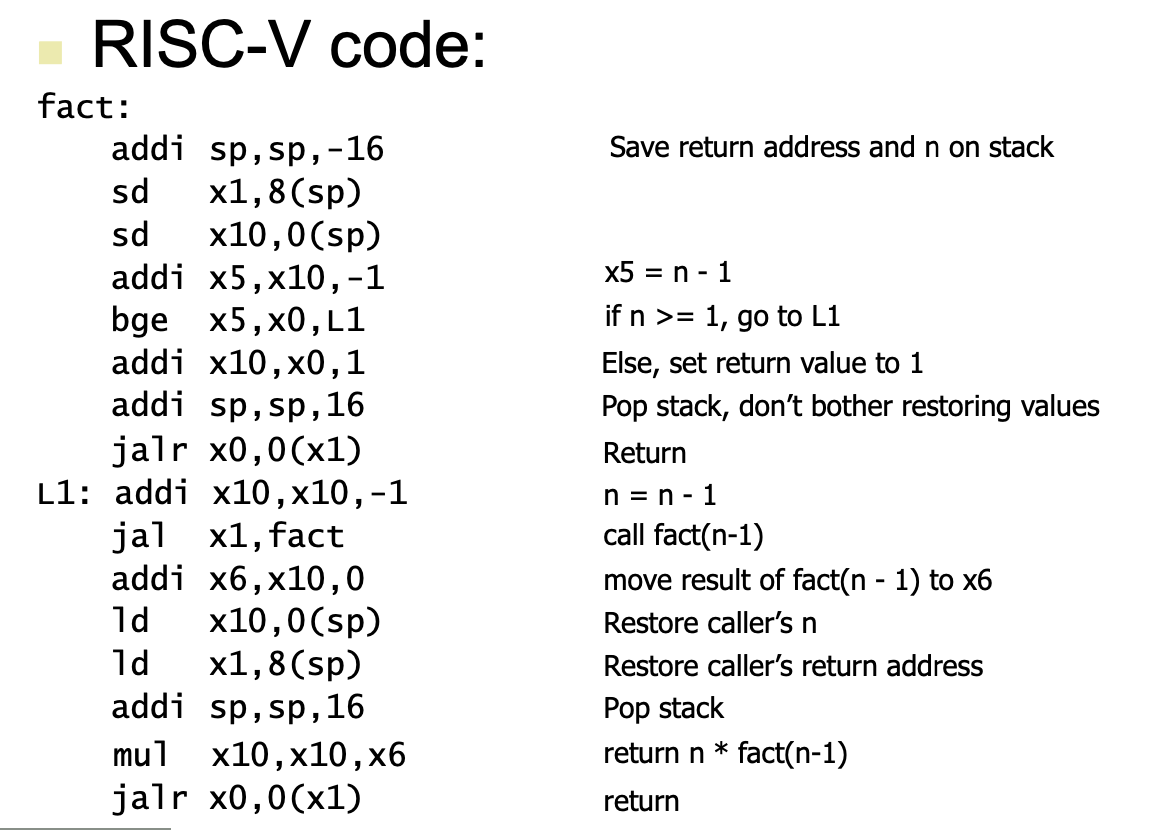 RISC-V code:
fact:
addi sp,sp,-16 Save return address and n on stack
sd x1,8(sp)
sd x10,0(sp)
addi x5,x10,-1 x5 = n - 1
bge x5,x0,L1 if n >= 1, go to L1
addi x10,x0,1 Else, set return value to 1
addi sp,sp,16 Pop stack, don’t bother restoring values
jalr x0,0(x1) Return
L1: addi x10,x10,-1 n = n - 1
jal x1,fact call fact(n-1)
addi x6,x10,0 move result of fact(n - 1) to x6
ld x10,0(sp) Restore caller’s n
ld x1,8(sp) Restore caller’s return address
addi sp,sp,16 Pop stack
mul x10,x10,x6 return n * fact(n-1)
jalr x0,0(x1) return